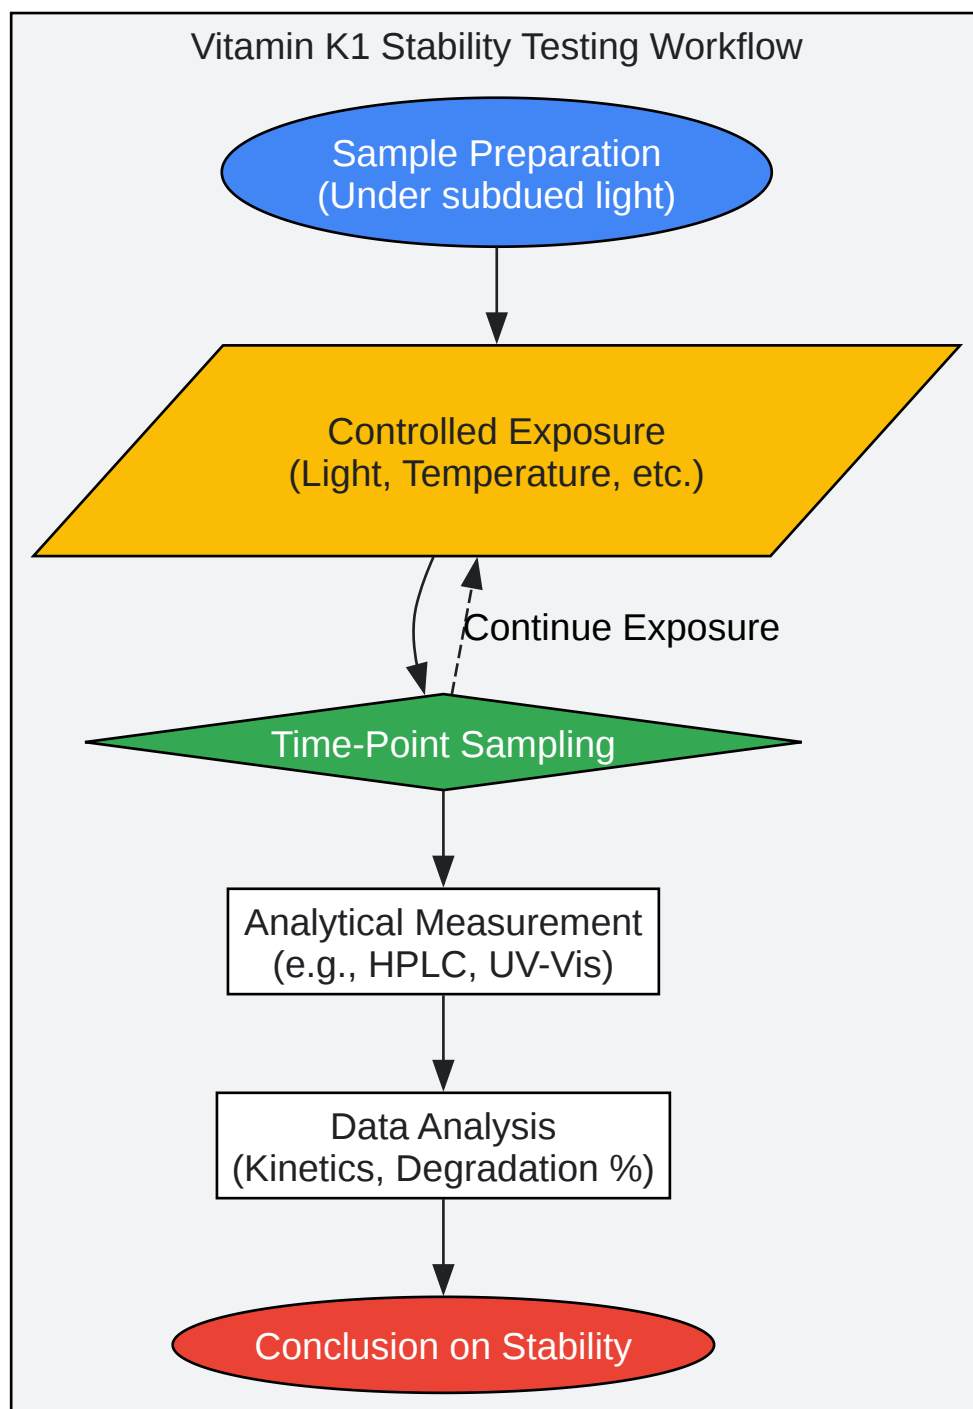 Vitamin K1 Stability Testing Workflow
Sample Preparation
(Under subdued light)
Controlled Exposure
(Light, Temperature, etc.)
Continue Exposure
Time-Point Sampling
Analytical Measurement
(e.g., HPLC, UV-Vis)
Data Analysis
(Kinetics, Degradation %)
Conclusion on Stability